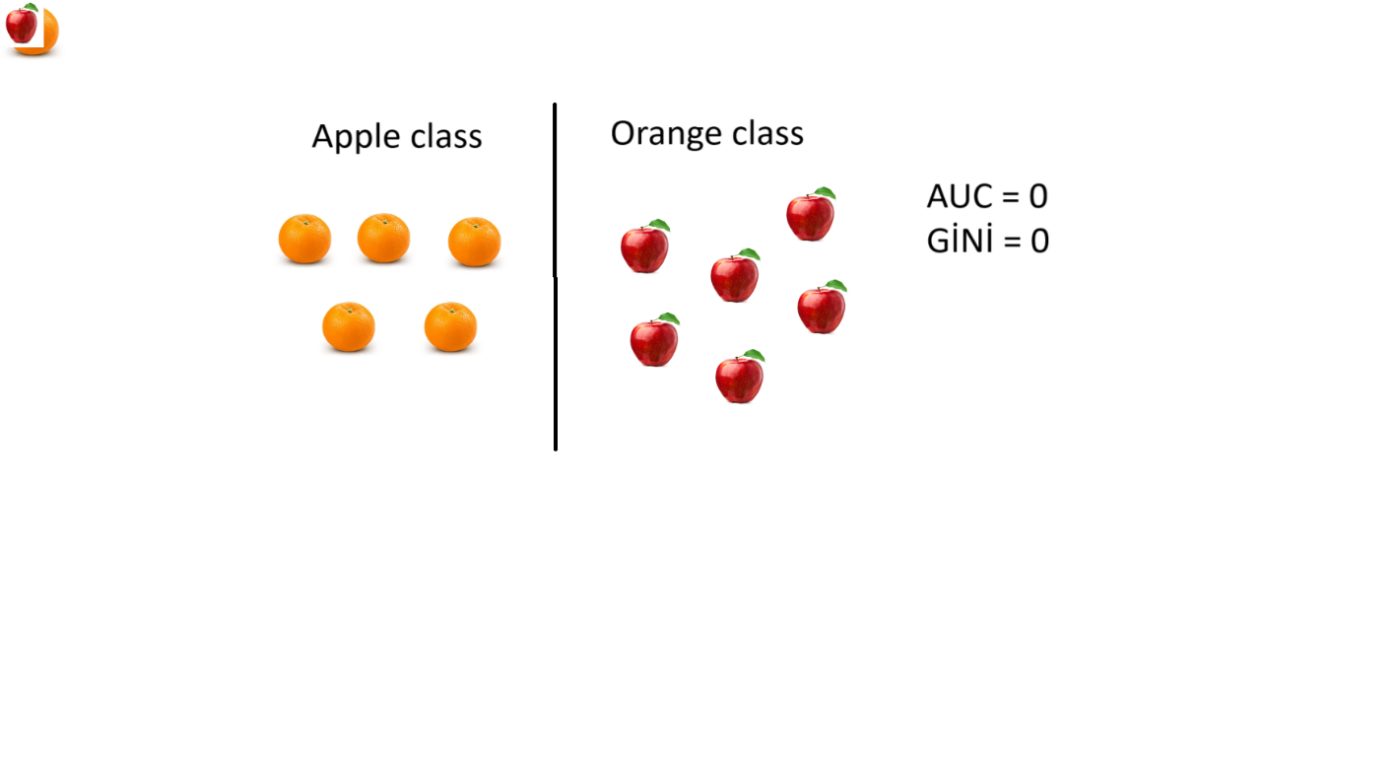 Apple class
Orange class
AUC = 0
GİNİ = 0